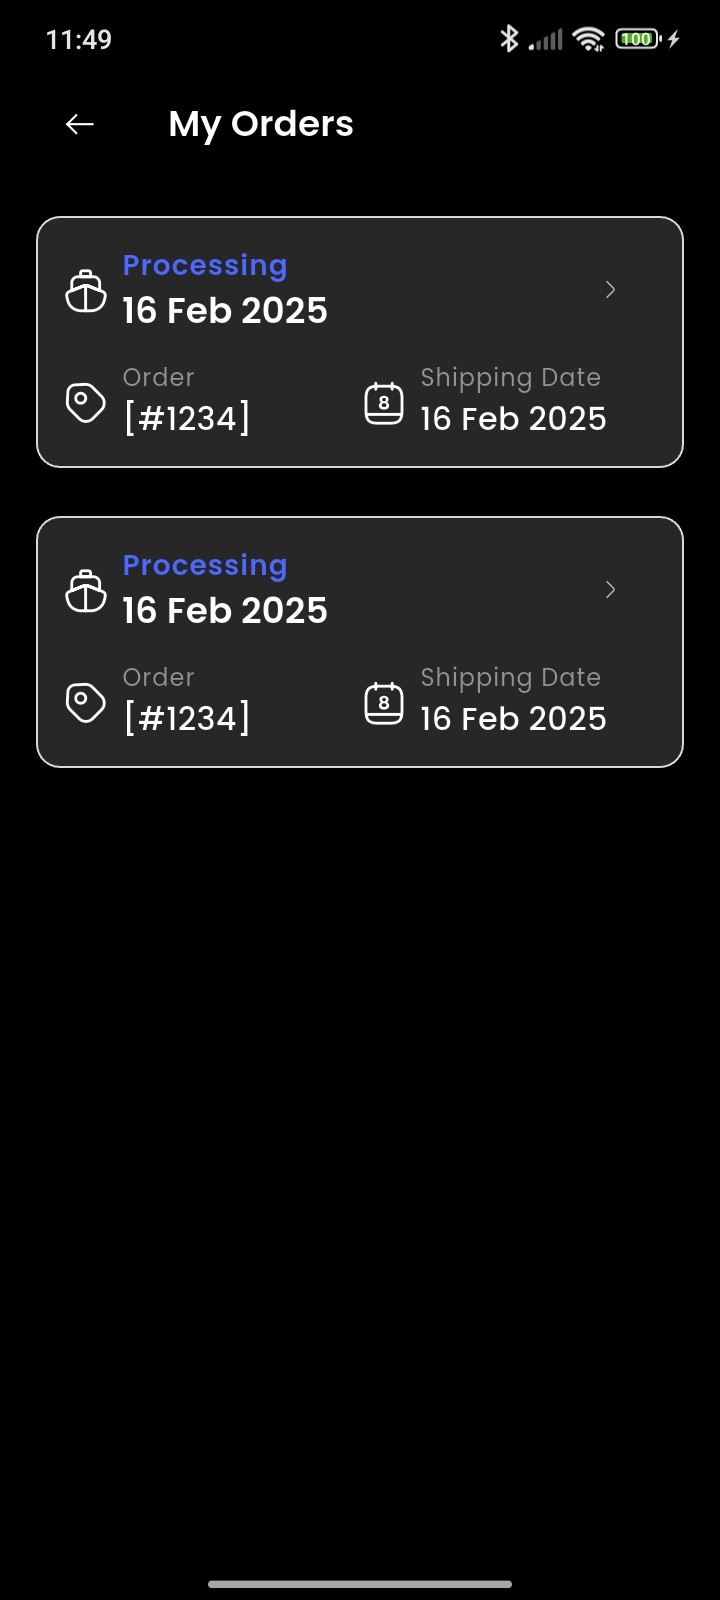 11:49
100
My Orders
Processing
16 Feb 2025
Order
Shipping Date
[#1234]
8
16 Feb 2025
Processing
16 Feb 2025
Order
Shipping Date
[#1234]
8
16 Feb 2025